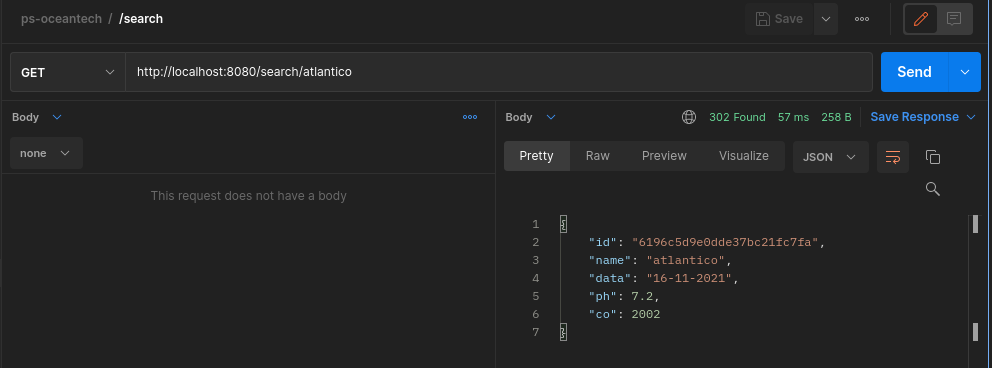 ps-oceantech / /search
Save
GET
http://localhost:8080/search/atlantico
Send
Body
none
This request does not have a body
Body
302 Found 57 ms 258 B Save Response
Pretty Raw Preview Visualize JSON
1 {
2 "id": "6196c5d9e0dde37bc21fc7fa",
3 "name": "atlantico",
4 "data": "16-11-2021",
5 "ph": 7.2,
6 "co": 2002
7 }